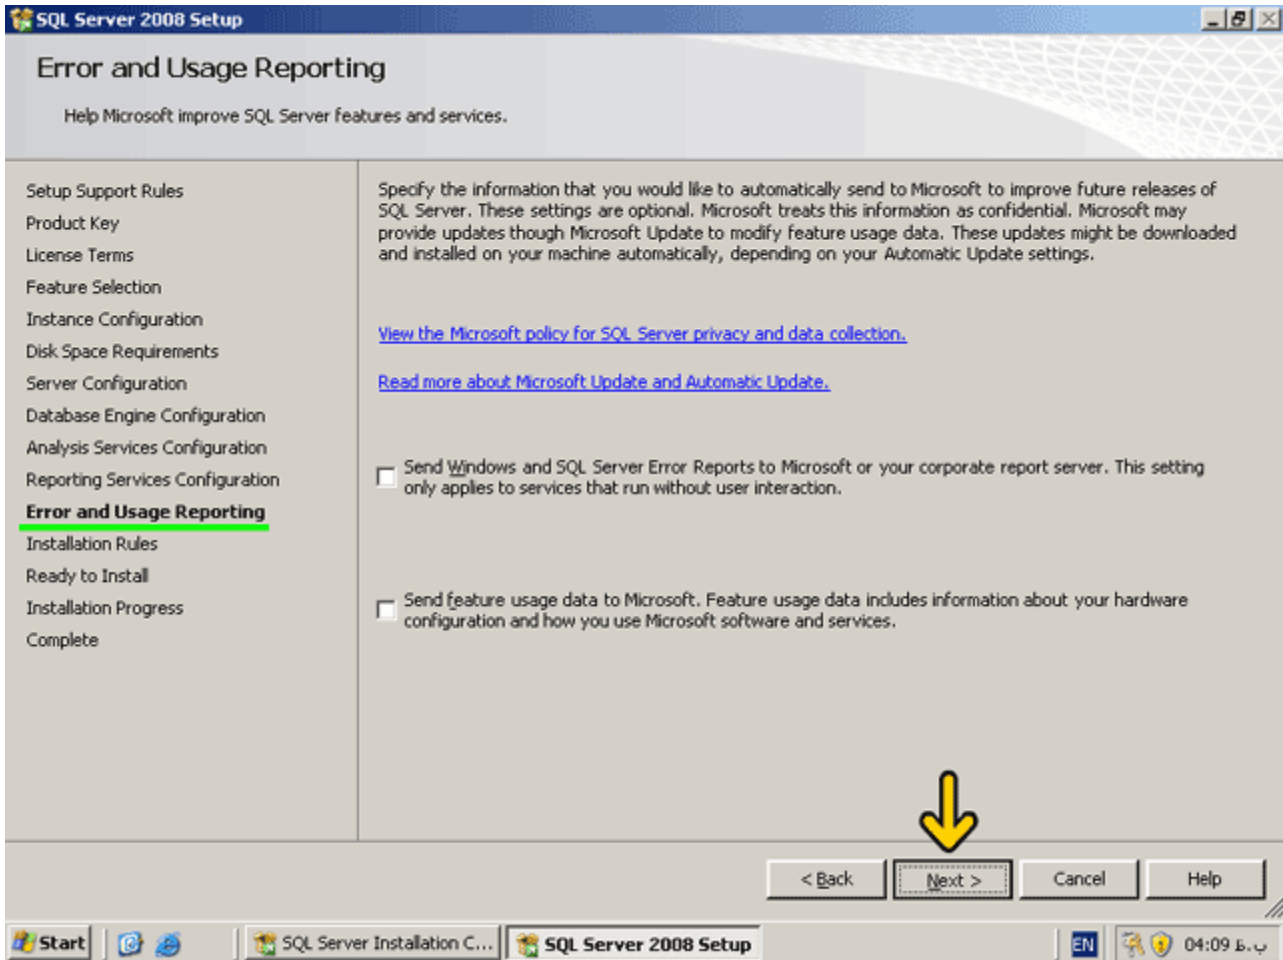 SQL Server 2008 Setup
Error and Usage Reporting
Help Microsoft improve SQL Server features and services.
Setup Support Rules
Product Key
License Terms
Feature Selection
Instance Configuration
Disk Space Requirements
Server Configuration
Database Engine Configuration
Analysis Services Configuration
Reporting Services Configuration
Error and Usage Reporting
Installation Rules
Ready to Install
Installation Progress
Complete
Specify the information that you would like to automatically send to Microsoft to improve future releases of
SQL Server. These settings are optional. Microsoft treats this information as confidential. Microsoft may
provide updates though Microsoft Update to modify feature usage data. These updates might be downloaded
and installed on your machine automatically, depending on your Automatic Update settings.
View the Microsoft policy for SQL Server privacy and data collection.
Read more about Microsoft Update and Automatic Update.
Send Windows and SQL Server Error Reports to Microsoft or your corporate report server. This setting
only applies to services that run without user interaction.
Send feature usage data to Microsoft. Feature usage data includes information about your hardware
configuration and how you use Microsoft software and services.
< Back
Next >
Cancel
Help
Start
SQL Server Installation C...
SQL Server 2008 Setup
EN
04:09 ب.ظ